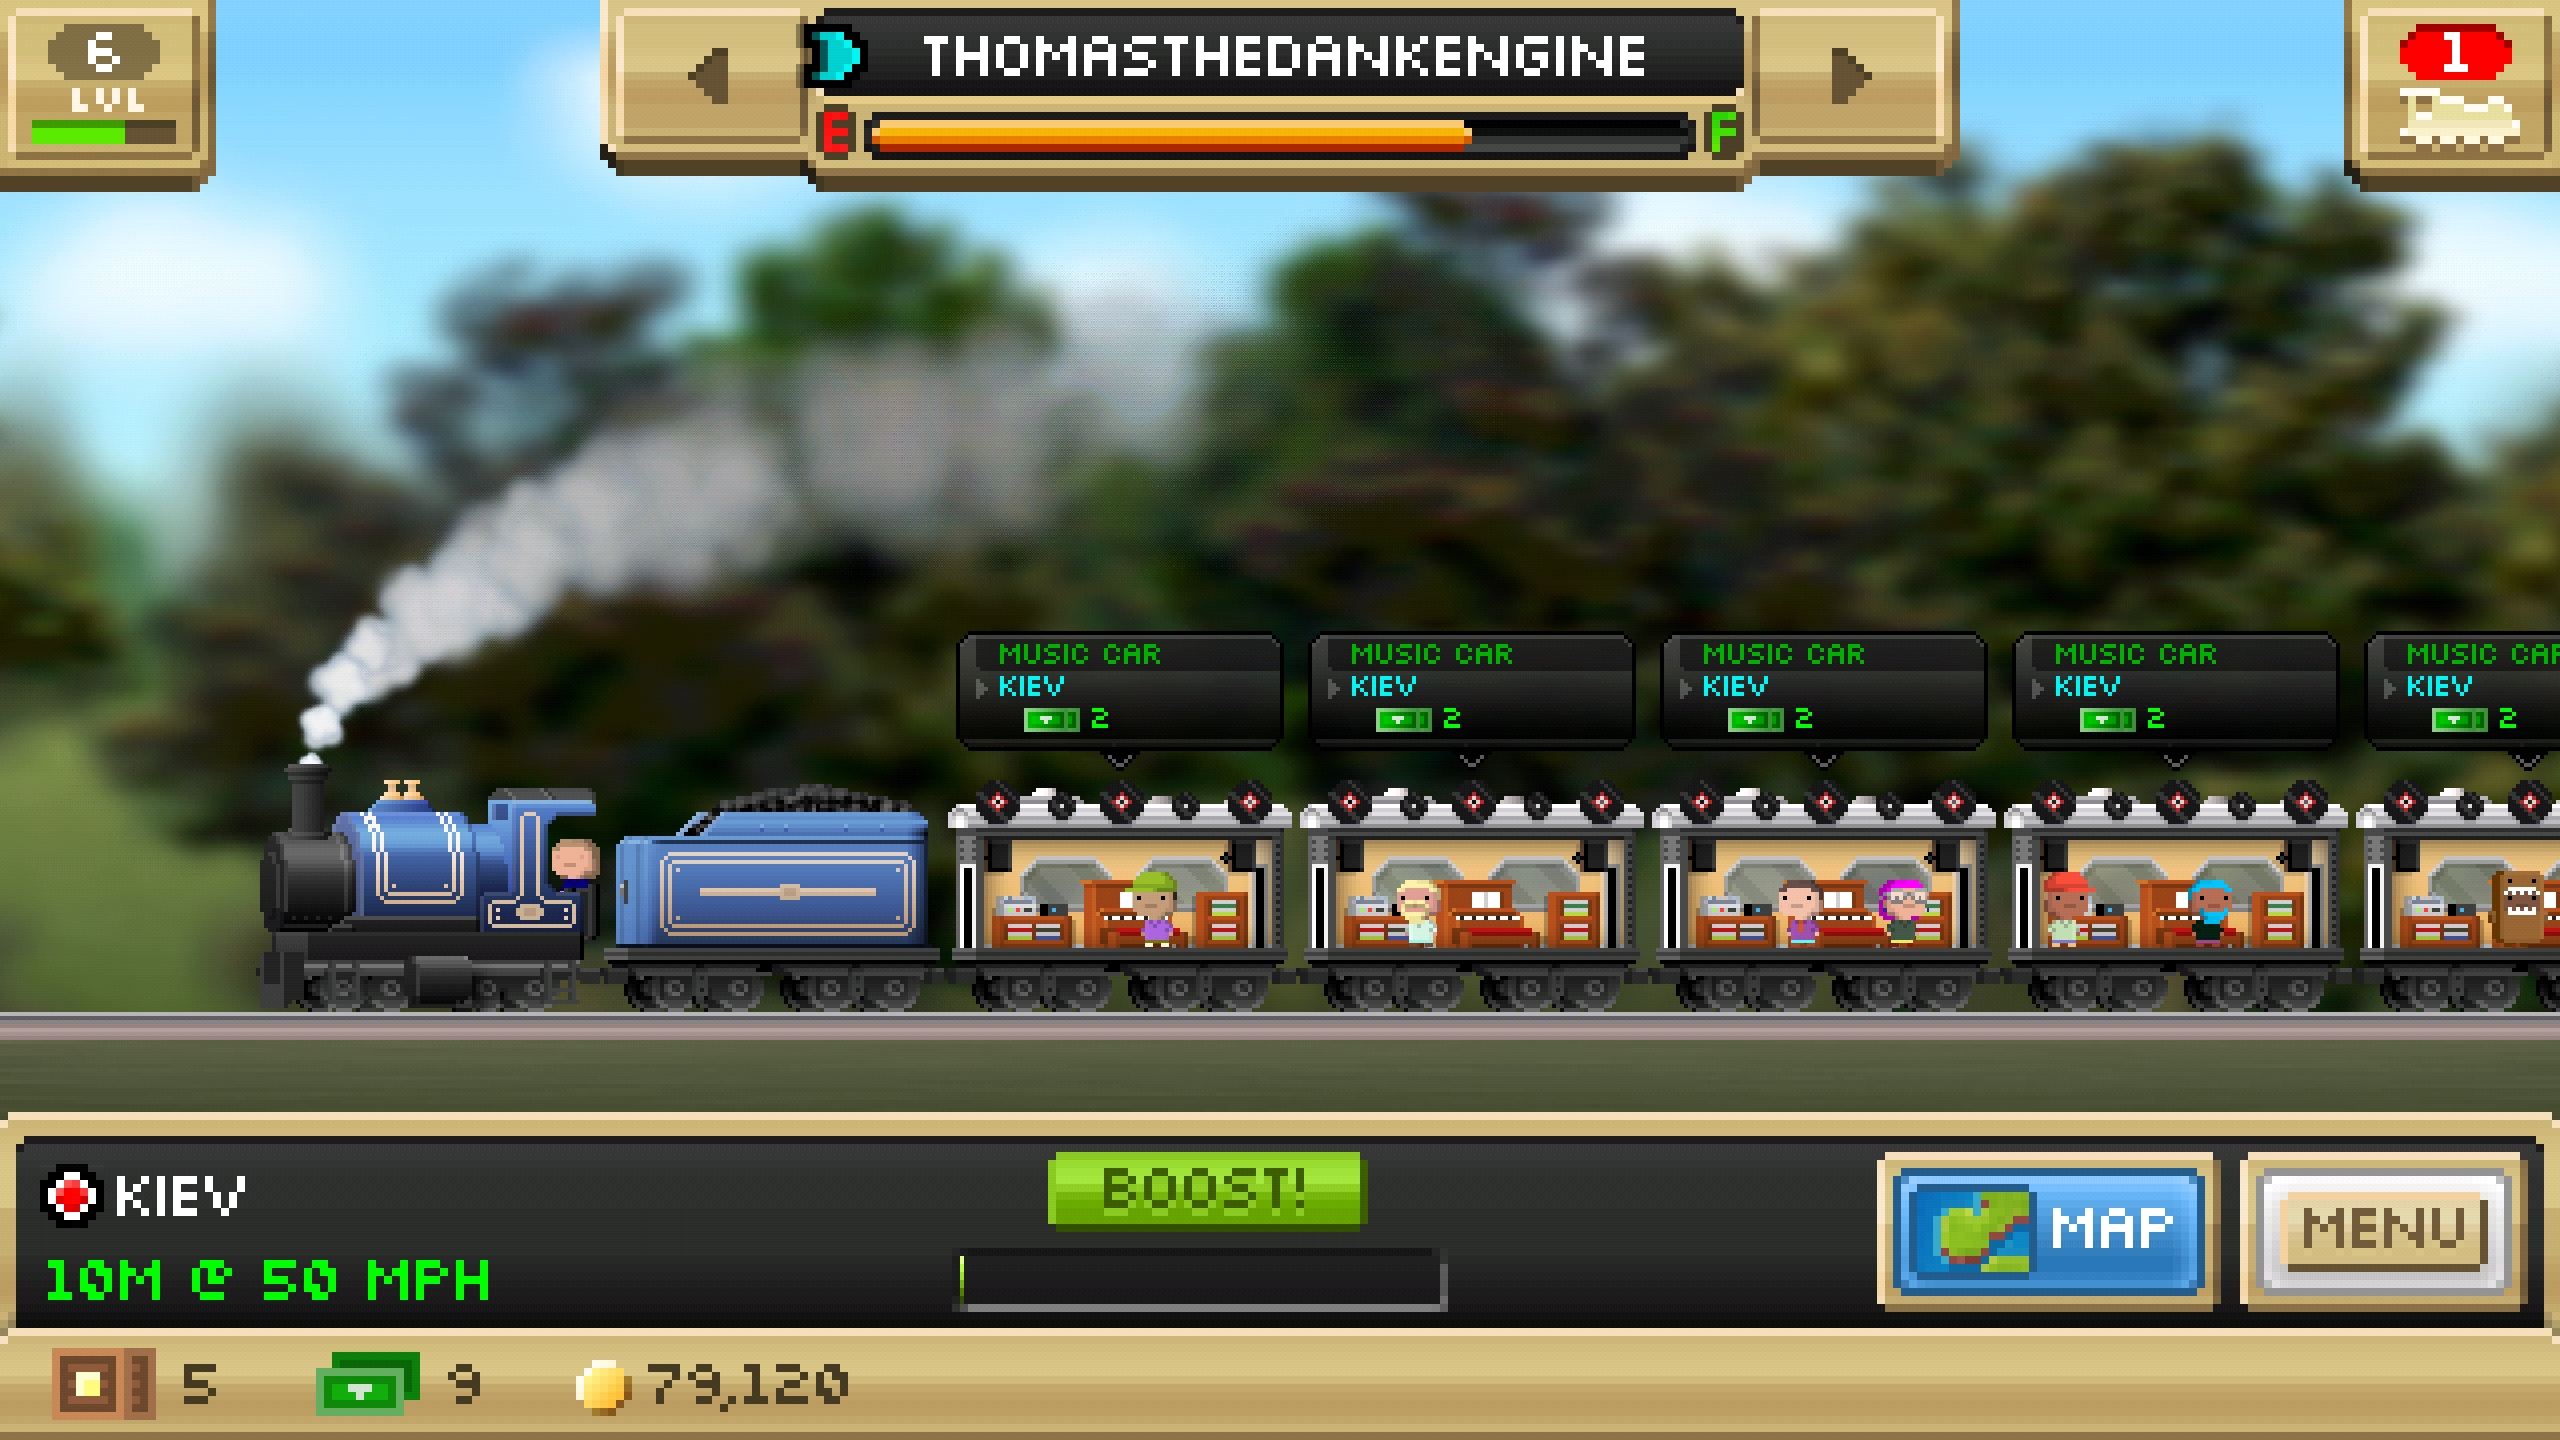 6
LVL
THOMASTHEDANKENGINE
E F
1
MUSIC CAR
KIEV
2
MUSIC CAR
KIEV
2
MUSIC CAR
KIEV
2
MUSIC CAR
KIEV
2
MUSIC CAR
KIEV
2
KIEV
10M @ 50 MPH
BOOST!
MAP
MENU
5 9 79,120